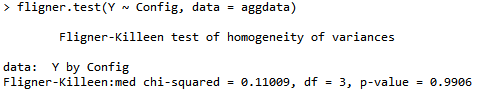 > fligner.test(Y ~ Config, data = aggdata)
Fligner-Killeen test of homogeneity of variances
data:  Y by Config
Fligner-Killeen:med chi-squared = 0.11009, df = 3, p-value = 0.9906